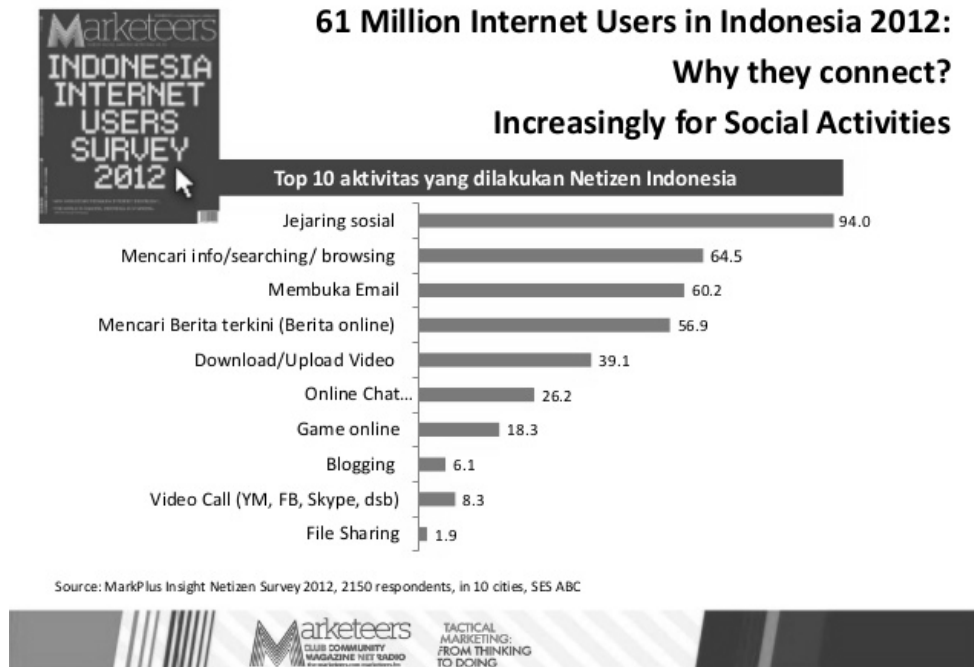 Marketeers
INDONESIA
INTERNET
USERS
SURVEY
2012
61 Million Internet Users in Indonesia 2012:
Why they connect?
Increasingly for Social Activities
Top 10 aktivitas yang dilakukan Netizen Indonesia
Jejaring sosial 94.0
Mencari info/searching/ browsing 64.5
Membuka Email 60.2
Mencari Berita terkini (Berita online) 56.9
Download/Upload Video 39.1
Online Chat... 26.2
Game online 18.3
Blogging 6.1
Video Call (YM, FB, Skype, dsb) 8.3
File Sharing 1.9
Source: MarkPlus Insight Netizen Survey 2012, 2150 respondents, in 10 cities, SES ABC
Marketeers
CLUB COMMUNITY
MAGAZINE NET RADIO
TACTICAL
MARKETING:
FROM THINKING
TO DOING